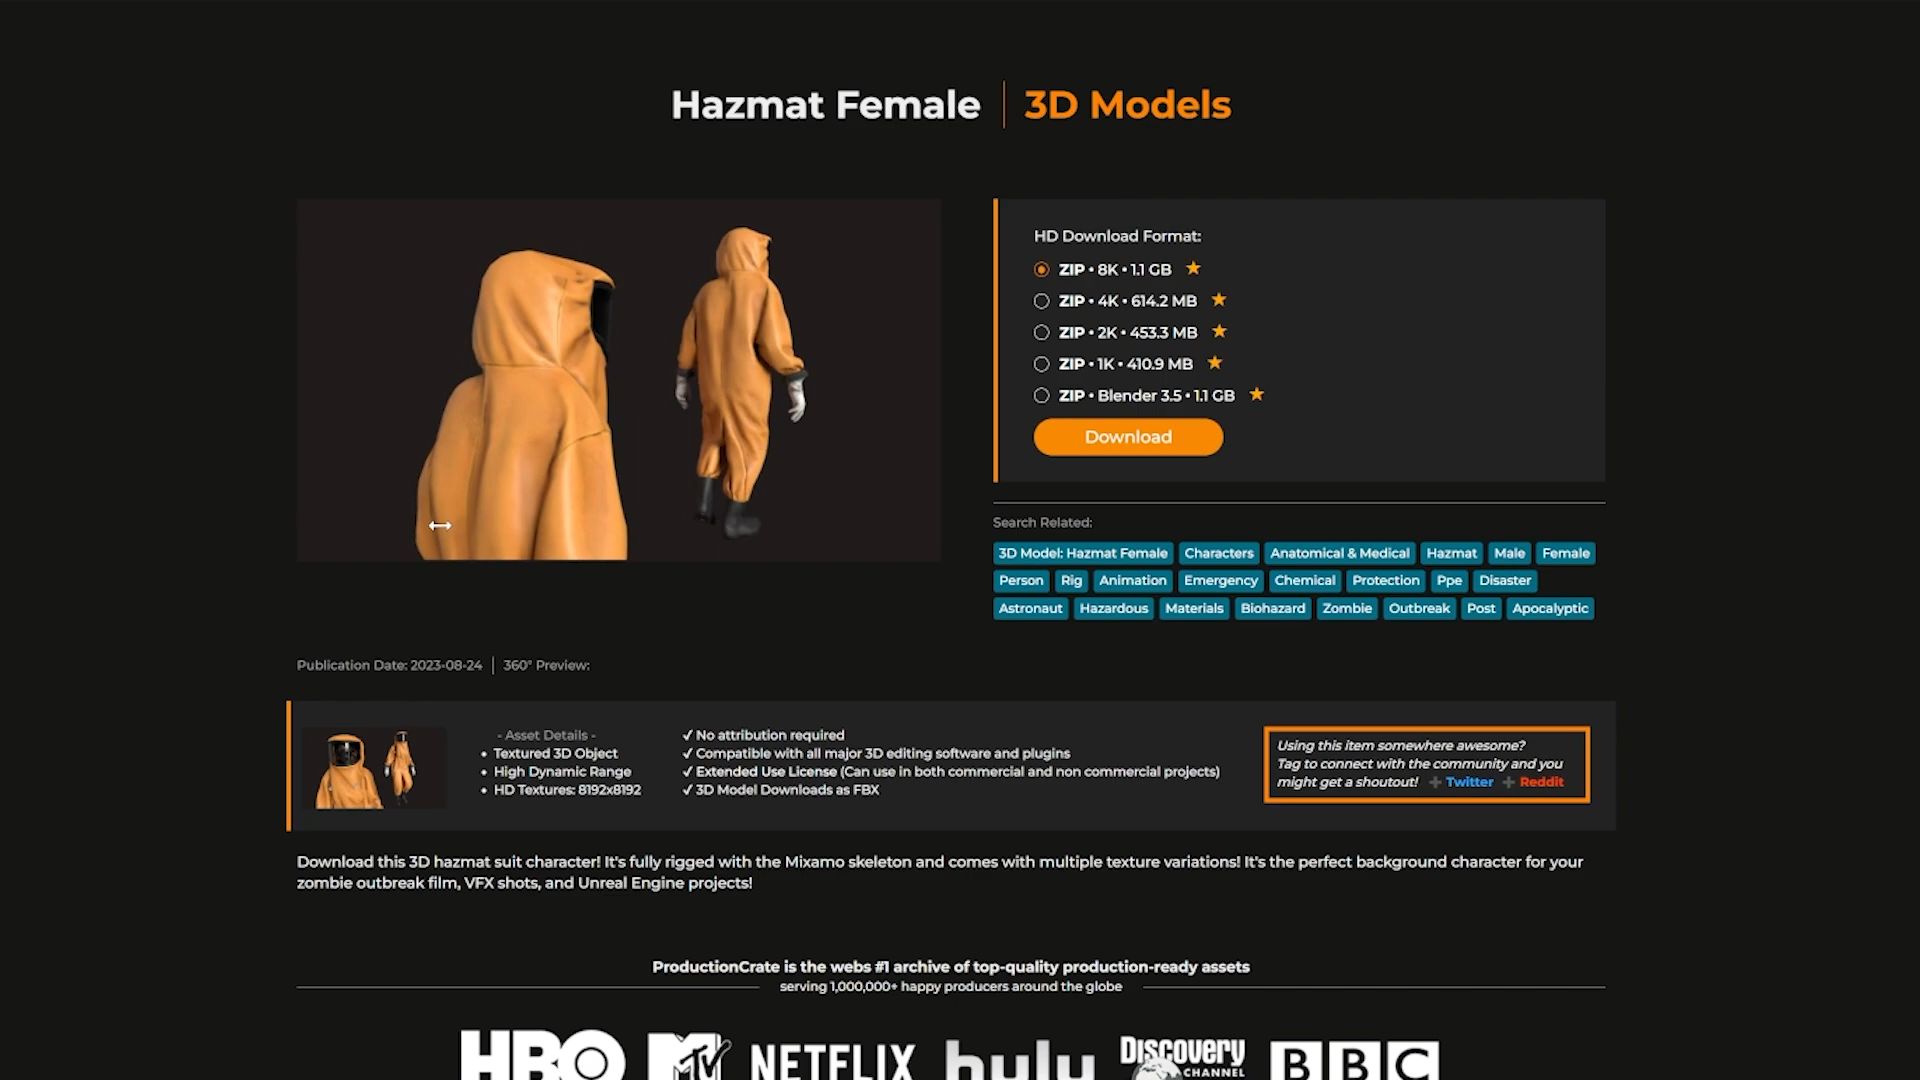 Hazmat Female 3D Models
HD Download Format:
ZIP • 8K • 1.1 GB
ZIP • 4K • 614.2 MB
ZIP • 2K • 453.3 MB
ZIP • 1K • 410.9 MB
ZIP • Blender 3.5 • 1.1 GB
Download
Search Related:
3D Model: Hazmat Female Characters Anatomical & Medical Hazmat Male Female
Person Rig Animation Emergency Chemical Protection Ppe Disaster
Astronaut Hazardous Materials Biohazard Zombie Outbreak Post Apocalyptic
Publication Date: 2023-08-24 360° Preview:
- Asset Details -
• Textured 3D Object
• High Dynamic Range
• HD Textures: 8192x8192
✓ No attribution required
✓ Compatible with all major 3D editing software and plugins
✓ Extended Use License (Can use in both commercial and non commercial projects)
✓ 3D Model Downloads as FBX
Using this item somewhere awesome?
Tag to connect with the community and you
might get a shoutout! Twitter Reddit
Download this 3D hazmat suit character! It's fully rigged with the Mixamo skeleton and comes with multiple texture variations! It's the perfect background character for your
zombie outbreak film, VFX shots, and Unreal Engine projects!
ProductionCrate is the webs #1 archive of top-quality production-ready assets
serving 1,000,000+ happy producers around the globe
HBO MTV NETFLIX hulu Discovery CHANNEL BBC